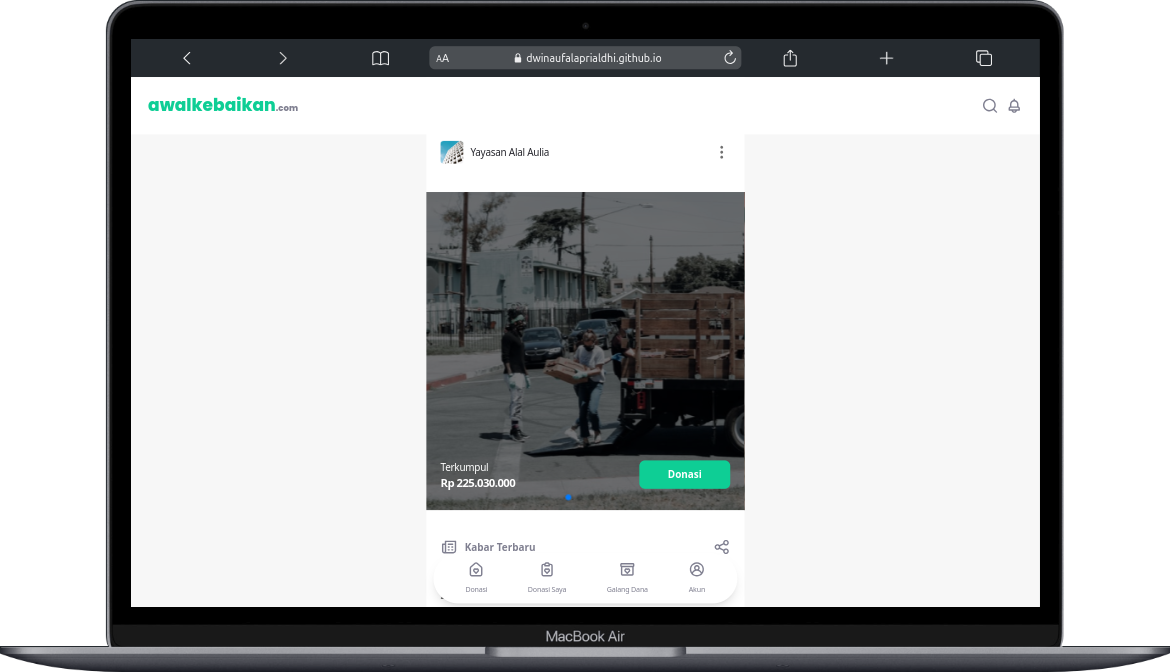 AA
dwinaufalaprialdhi.github.io
awalkebaikan.com
Yayasan Alal Aulia
Terkumpul
Rp 225.030.000
Donasi
Kabar Terbaru
Donasi
Donasi Saya
Galang Dana
Akun
MacBook Air